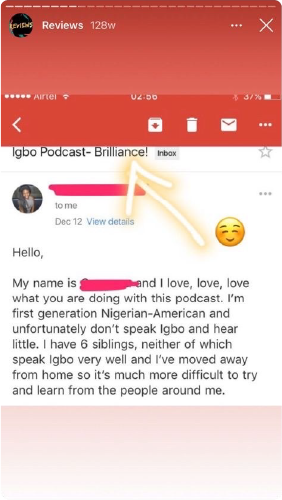 REVIEWS
Reviews 128w
Airtel 02:56 37%
Igbo Podcast- Brilliance! Inbox
to me
Dec 12 View details
Hello,
My name is and I love, love, love
what you are doing with this podcast. I'm
first generation Nigerian-American and
unfortunately don't speak Igbo and hear
little. I have 6 siblings, neither of which
speak Igbo very well and I've moved away
from home so it's much more difficult to try
and learn from the people around me.